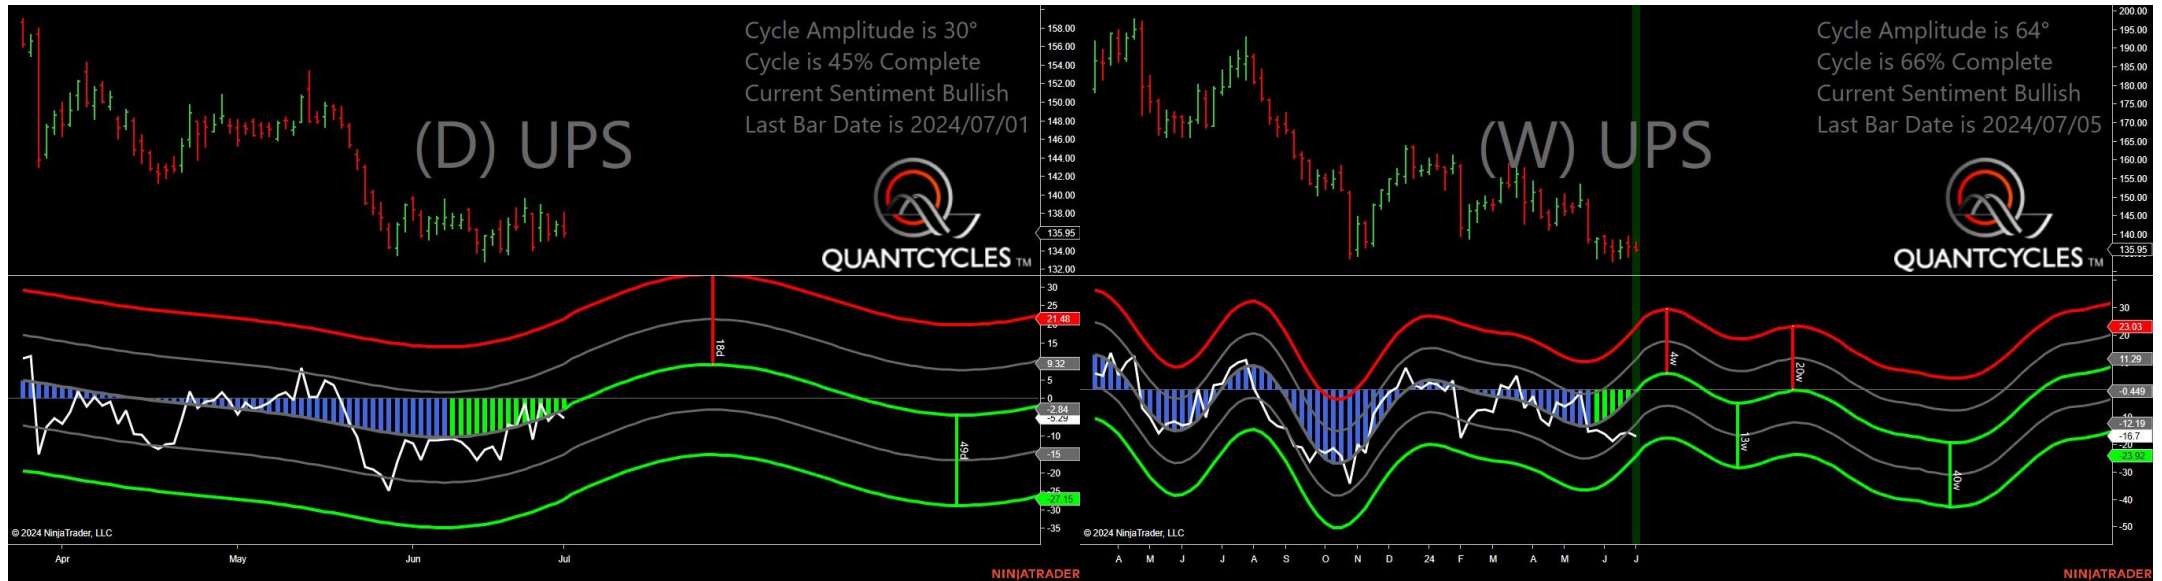 Cycle Amplitude is 30°
Cycle is 45% Complete
Current Sentiment Bullish
Last Bar Date is 2024/07/01
(D) UPS
QUANTCYCLES TM
158.00
156.00
154.00
152.00
150.00
148.00
146.00
144.00
142.00
140.00
138.00
135.95
134.00
132.00
30
25
21.48
15
9.32
5
0
-2.84
-5.29
-10
-15
-20
-25
-27.15
-30
-35
18d
49d
© 2024 NinjaTrader, LLC
Apr May Jun Jul
NINJATRADER
Cycle Amplitude is 64°
Cycle is 66% Complete
Current Sentiment Bullish
Last Bar Date is 2024/07/05
(W) UPS
QUANTCYCLES TM
200.00
195.00
190.00
185.00
180.00
175.00
170.00
165.00
160.00
155.00
150.00
145.00
140.00
135.95
30
23.03
20
11.29
-0.449
-12.19
-16.7
-20
-23.92
-30
-40
-50
4w
20w
13w
40w
© 2024 NinjaTrader, LLC
A M J J A S O N D 24 F M A M J J
NINJATRADER